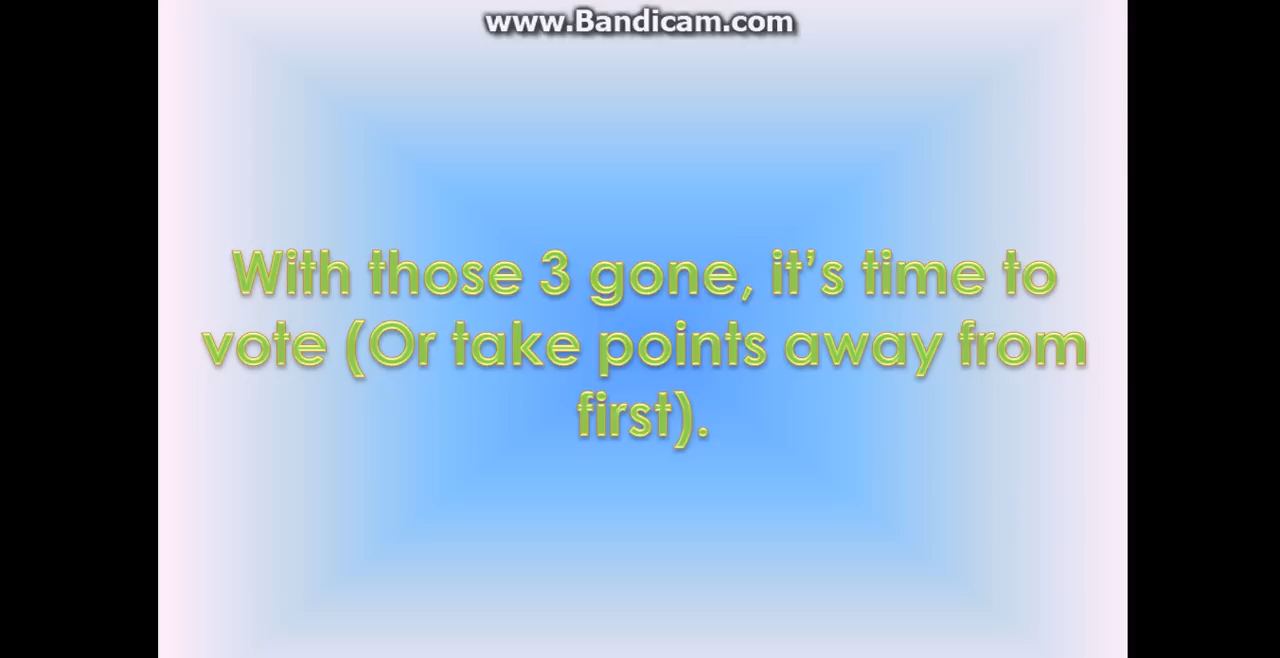 www.Bandicam.com
With those 3 gone, it’s time to
vote (Or take points away from
first).